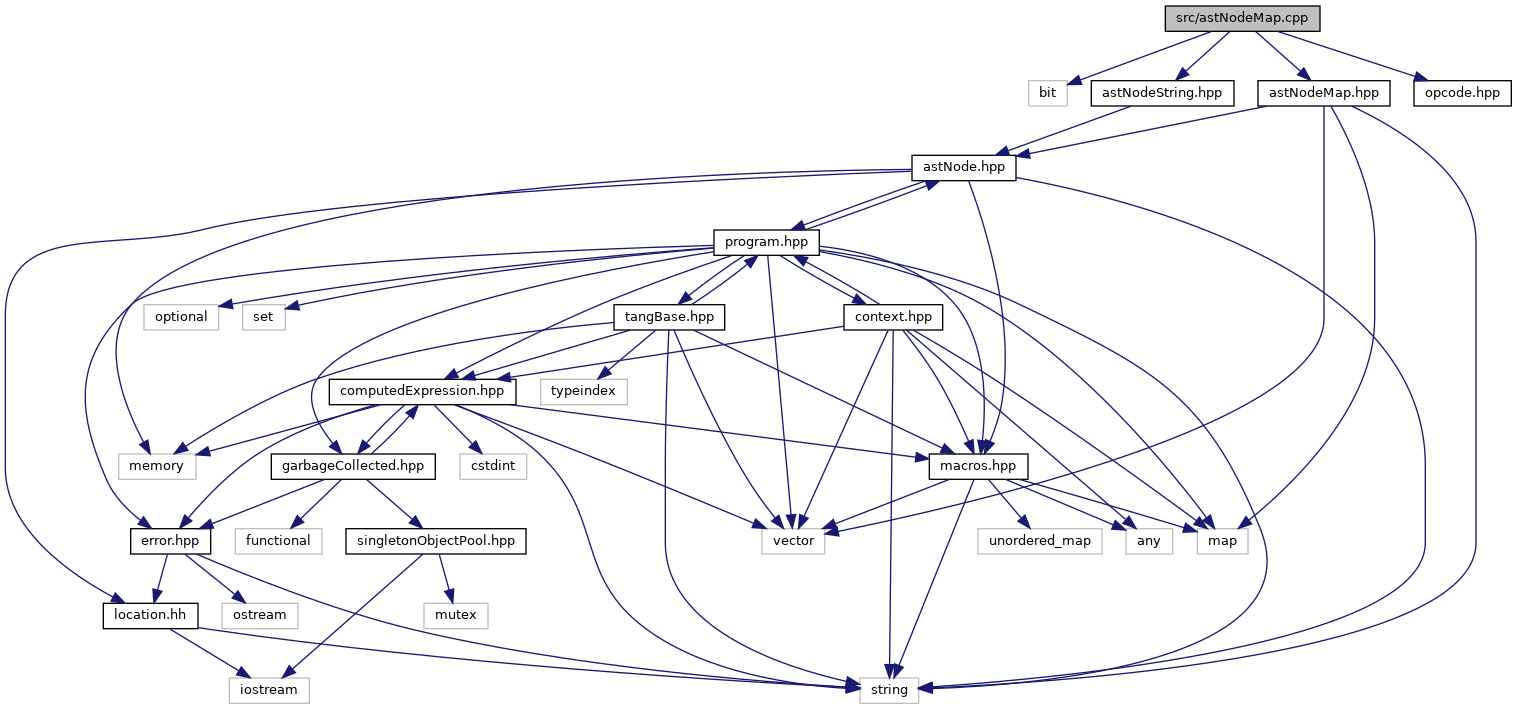 src/astNodeMap.cpp
bit
astNodeString.hpp
astNodeMap.hpp
opcode.hpp
astNode.hpp
program.hpp
optional
set
tangBase.hpp
context.hpp
computedExpression.hpp
typeindex
memory
garbageCollected.hpp
cstdint
macros.hpp
error.hpp
functional
singletonObjectPool.hpp
vector
unordered_map
any
map
location.hh
ostream
mutex
iostream
string